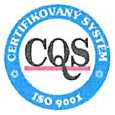 CERTIFIKOVANÝ SYSTÉM
CQS
ISO 9001